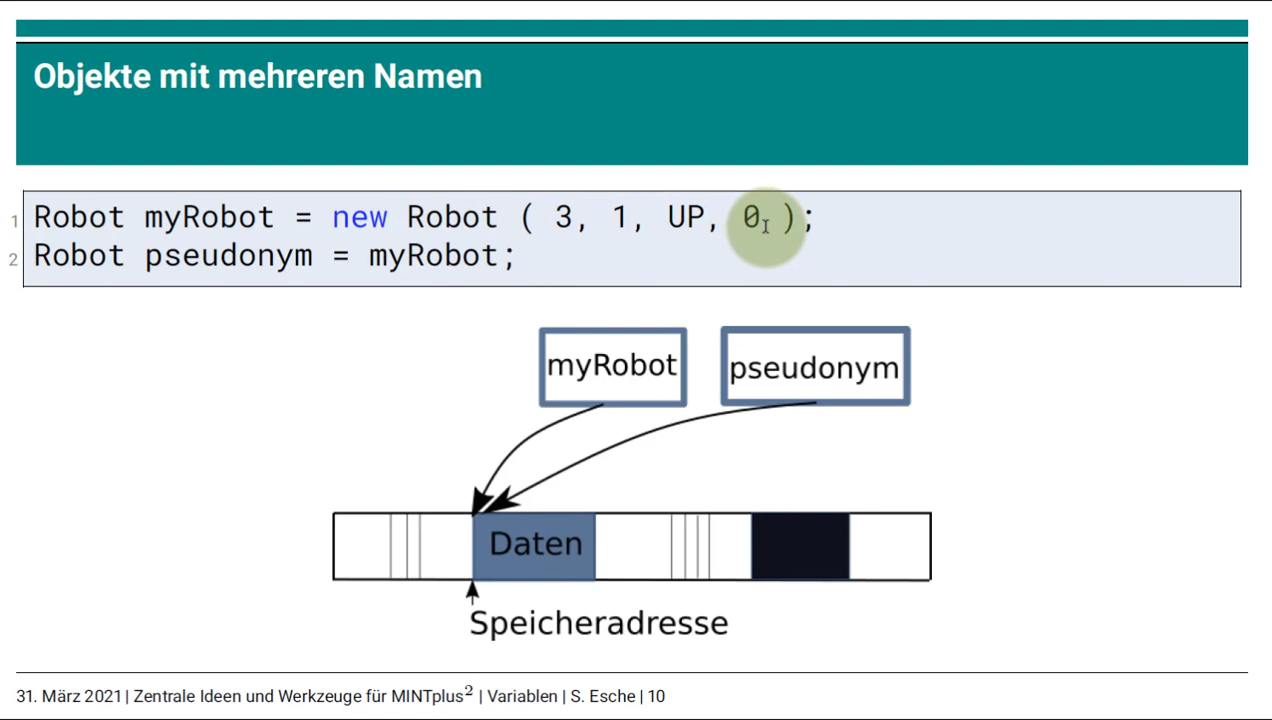 Objekte mit mehreren Namen
1 Robot myRobot = new Robot ( 3, 1, UP, 0 );
2 Robot pseudonym = myRobot;
myRobot pseudonym
Daten
Speicheradresse
31. März 2021 | Zentrale Ideen und Werkzeuge für MINTplus² | Variablen | S. Esche | 10